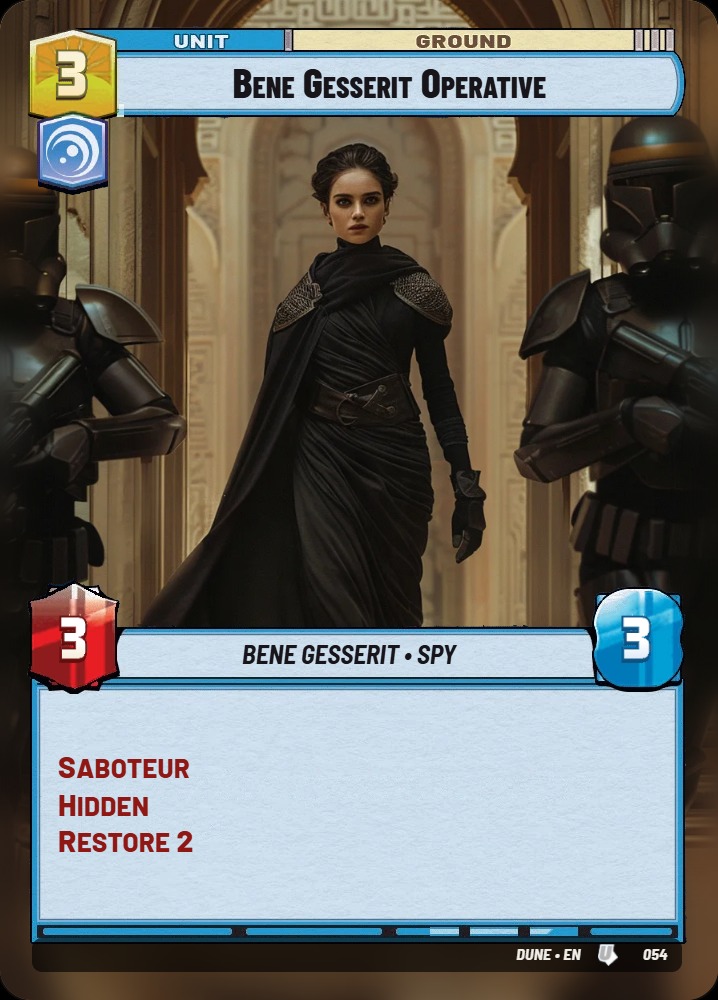 UNIT GROUND
3 BENE GESSERIT OPERATIVE
3 BENE GESSERIT • SPY 3
SABOTEUR
HIDDEN
RESTORE 2
DUNE • EN U 054